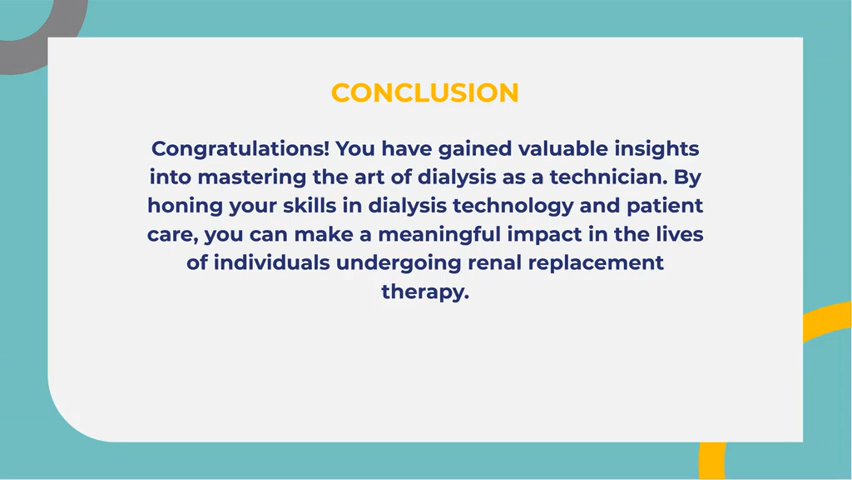 CONCLUSION
Congratulations! You have gained valuable insights
into mastering the art of dialysis as a technician. By
honing your skills in dialysis technology and patient
care, you can make a meaningful impact in the lives
of individuals undergoing renal replacement
therapy.